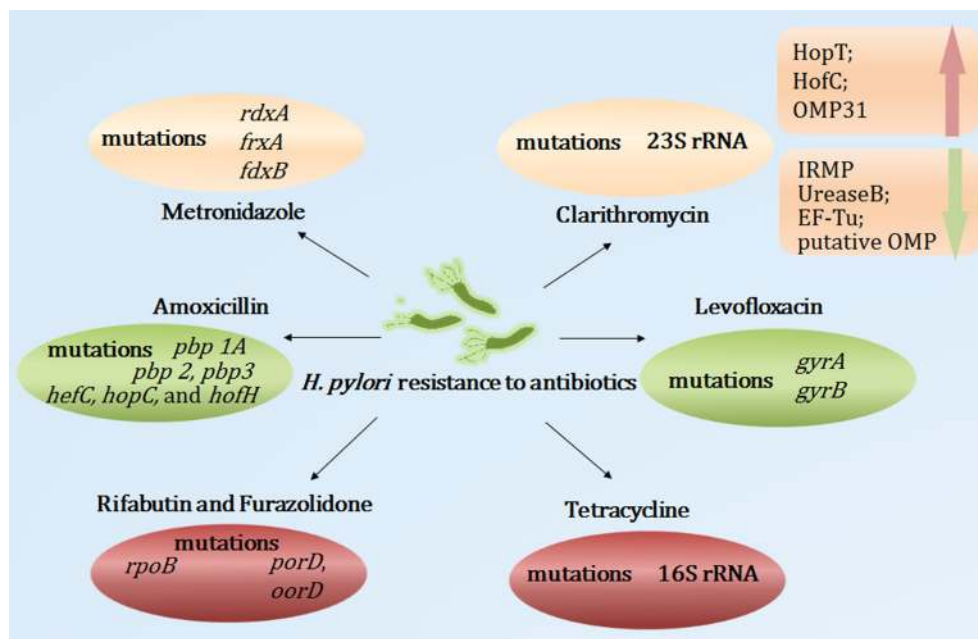 HopT;
HofC;
OMP31
IRMP
UreaseB;
EF-Tu;
putative OMP
mutations
rdxA
frxA
fdxB
Metronidazole
mutations 23S rRNA
Clarithromycin
Amoxicillin
mutations pbp 1A
pbp 2, pbp3
hefC, hopC, and hofH
H. pylori resistance to antibiotics
Levofloxacin
mutations
gyrA
gyrB
Rifabutin and Furazolidone
mutations
rpoB
porD,
oorD
Tetracycline
mutations 16S rRNA